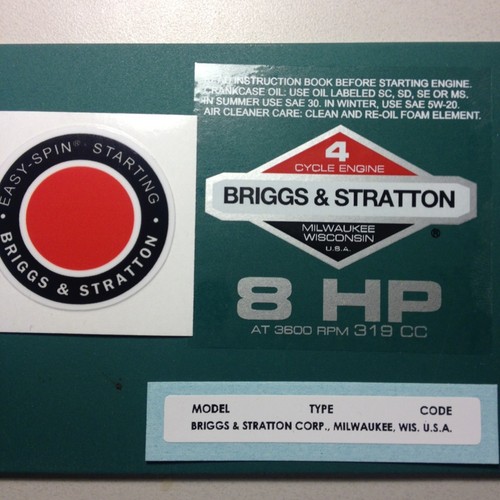 INSTRUCTION BOOK BEFORE STARTING ENGINE.
CRANKCASE OIL: USE OIL LABELED SC, SD, SE OR MS.
IN SUMMER USE SAE 30. IN WINTER, USE SAE 5W-20.
AIR CLEANER CARE: CLEAN AND RE-OIL FOAM ELEMENT.
4
CYCLE ENGINE
BRIGGS & STRATTON
MILWAUKEE
WISCONSIN
U.S.A.
®
8 HP
AT 3600 RPM 319 CC
EASY-SPIN® STARTING
• BRIGGS & STRATTON •
MODEL TYPE CODE
BRIGGS & STRATTON CORP., MILWAUKEE, WIS. U.S.A.